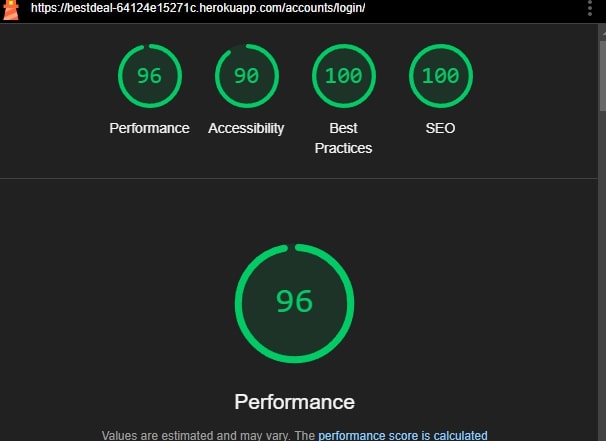 https://bestdeal-64124e15271c.herokuapp.com/accounts/login/
96 90 100 100
Performance Accessibility Best Practices SEO
96
Performance
Values are estimated and may vary. The performance score is calculated